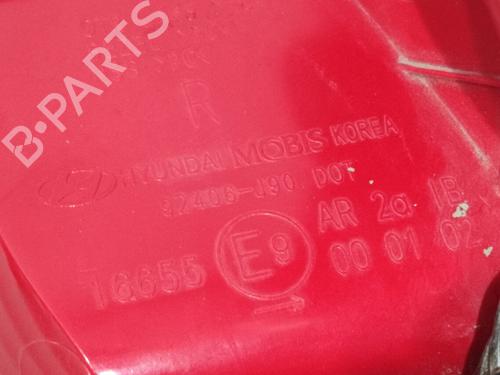 B-PARTS
R
HYUNDAI MOBIS KOREA
92406-J90. DOT
AR 2a IB
16655 E9 00 01 02